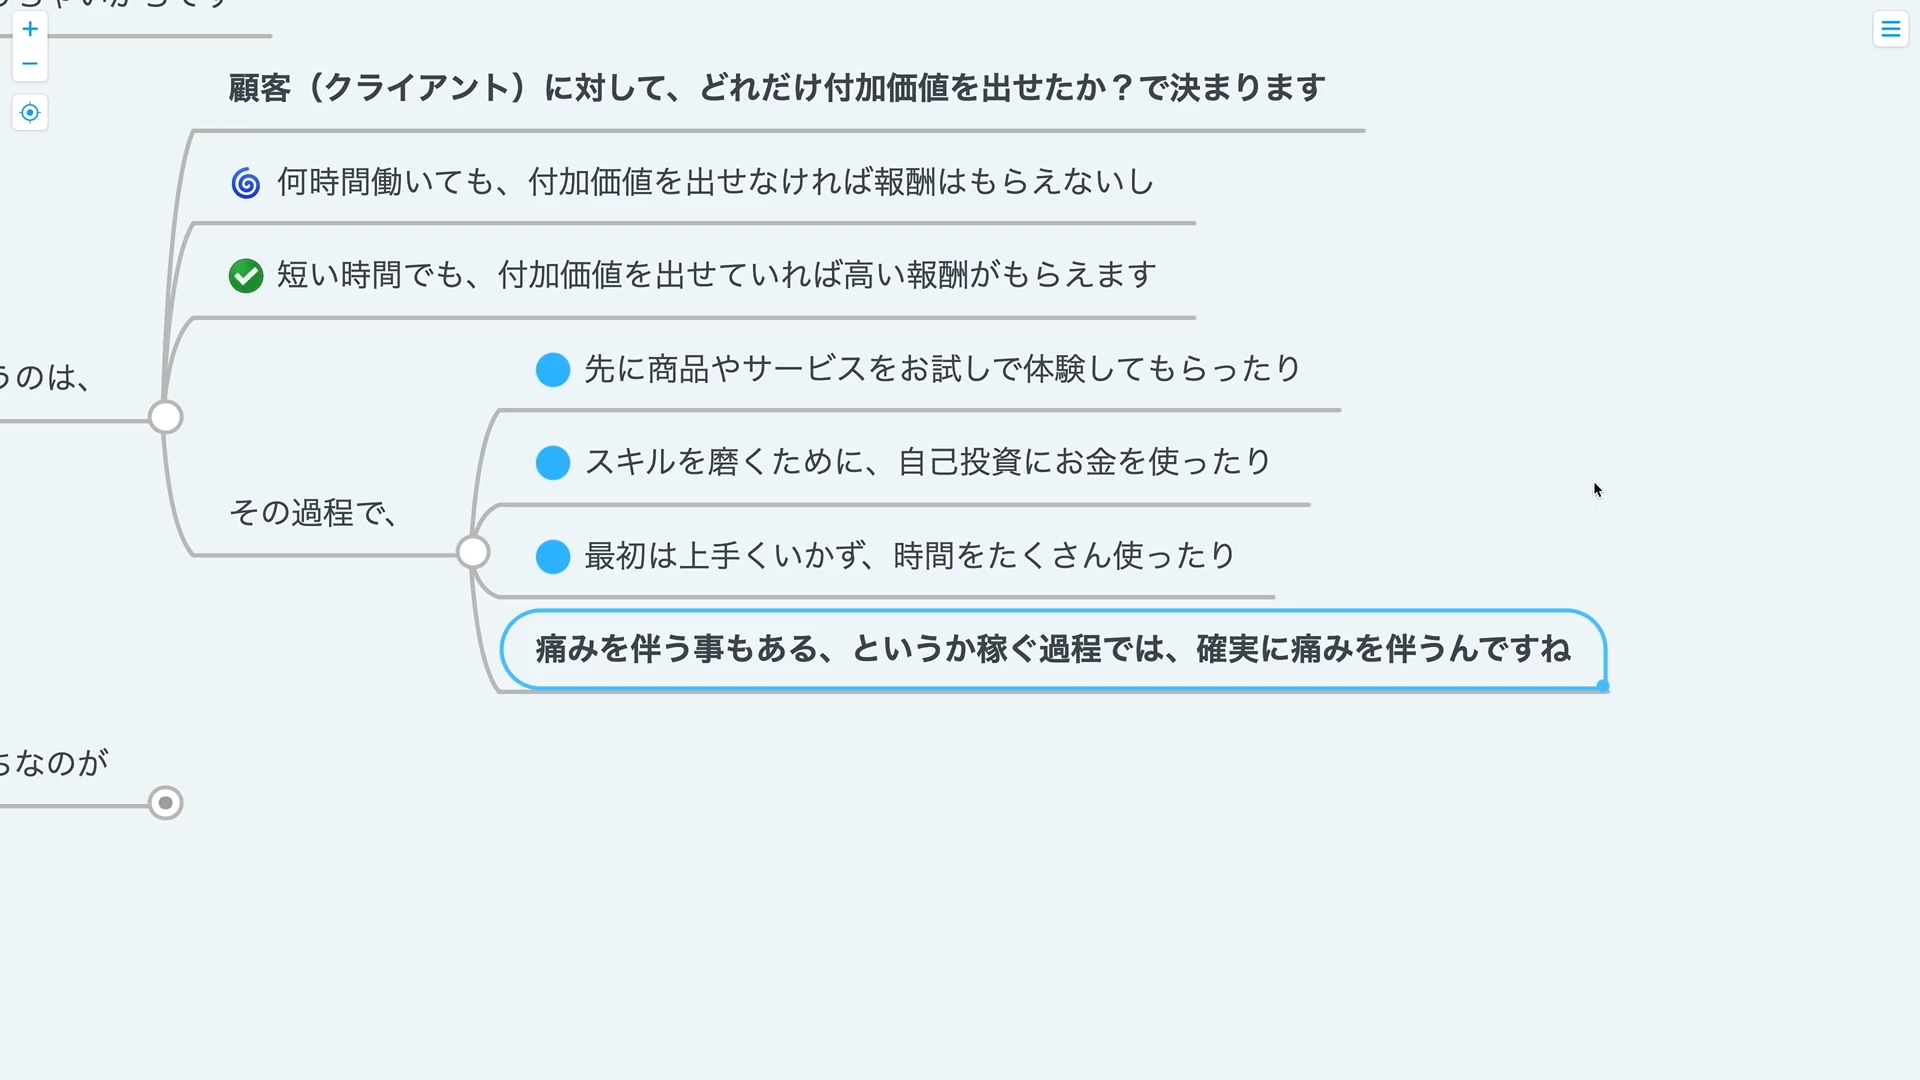 顧客（クライアント）に対して、どれだけ付加価値を出せたか？で決まります
何時間働いても、付加価値を出せなければ報酬はもらえないし
短い時間でも、付加価値を出せていれば高い報酬がもらえます
うのは、
先に商品やサービスをお試しで体験してもらったり
スキルを磨くために、自己投資にお金を使ったり
その過程で、
最初は上手くいかず、時間をたくさん使ったり
痛みを伴う事もある、というか稼ぐ過程では、確実に痛みを伴うんですね
ちなのが